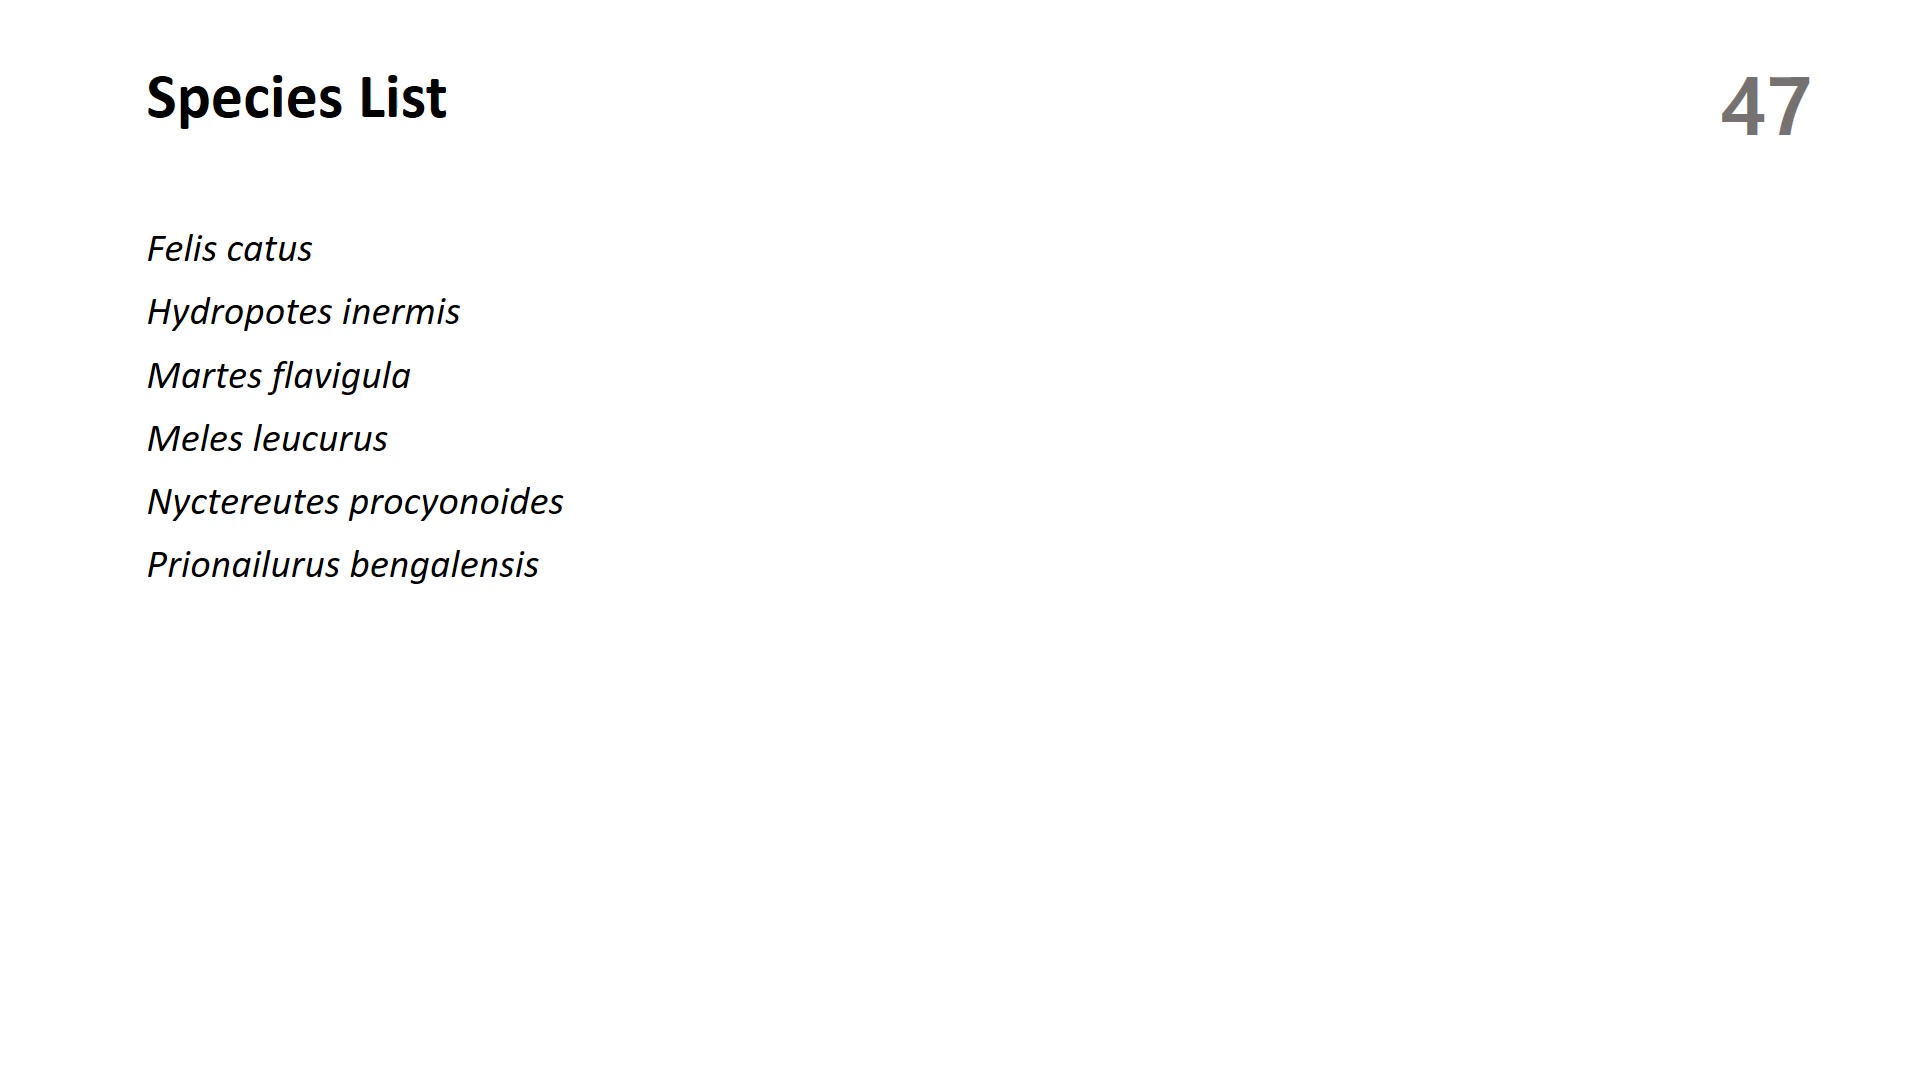 Species List
47
Felis catus
Hydropotes inermis
Martes flavigula
Meles leucurus
Nyctereutes procyonoides
Prionailurus bengalensis